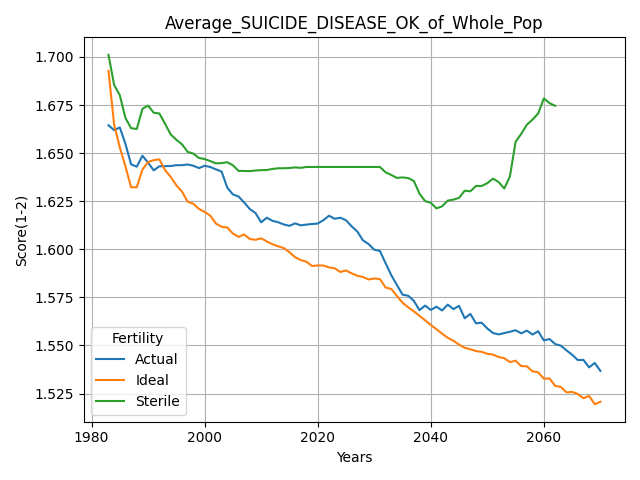 Average_SUICIDE_DISEASE_OK_of_Whole_Pop
Score(1-2)
1.700
1.675
1.650
1.625
1.600
1.575
1.550
1.525
Fertility
Actual
Ideal
Sterile
1980
2000
2020
2040
2060
Years